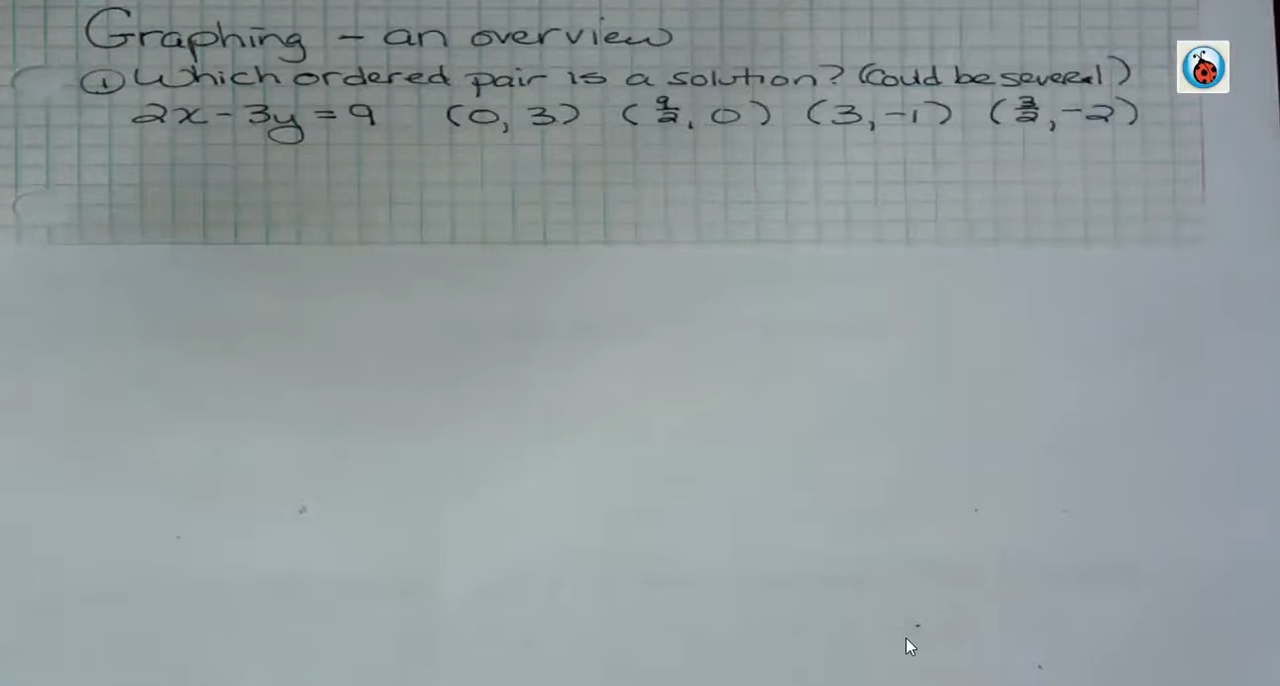 Graphing - an overview
① Which ordered pair is a solution? (Could be several)
2x - 3y = 9 (0, 3) (9/2, 0) (3, -1) (3/2, -2)